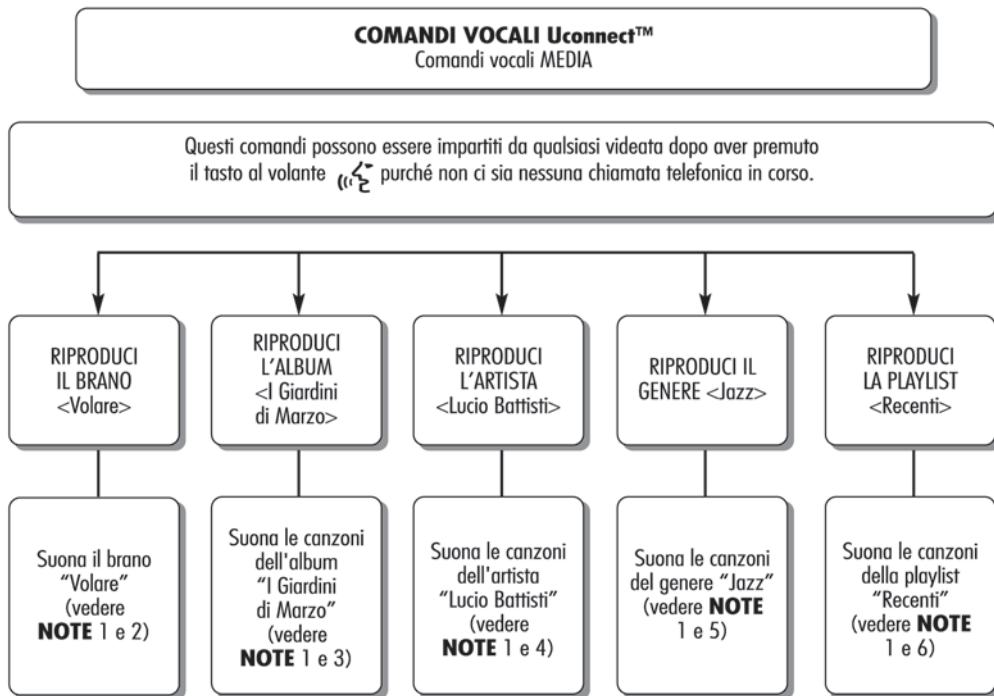 COMANDI VOCALI Uconnect™
Comandi vocali MEDIA
Questi comandi possono essere impartiti da qualsiasi videata dopo aver premuto
il tasto al volante purché non ci sia nessuna chiamata telefonica in corso.
RIPRODUCI
IL BRANO
<Volare>
RIPRODUCI
L'ALBUM
<I Giardini
di Marzo>
RIPRODUCI
L'ARTISTA
<Lucio Battisti>
RIPRODUCI IL
GENERE <Jazz>
RIPRODUCI
LA PLAYLIST
<Recenti>
Suona il brano
“Volare”
(vedere
NOTE 1 e 2)
Suona le canzoni
dell'album
“I Giardini
di Marzo”
(vedere
NOTE 1 e 3)
Suona le canzoni
dell'artista
“Lucio Battisti”
(vedere
NOTE 1 e 4)
Suona le canzoni
del genere “Jazz”
(vedere NOTE
1 e 5)
Suona le canzoni
della playlist
“Recenti”
(vedere NOTE
1 e 6)